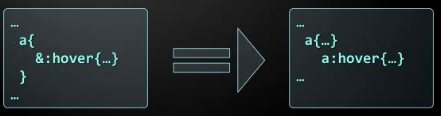 …
a{
&:hover{…}
}
…
…
a{…}
a:hover{…}
…